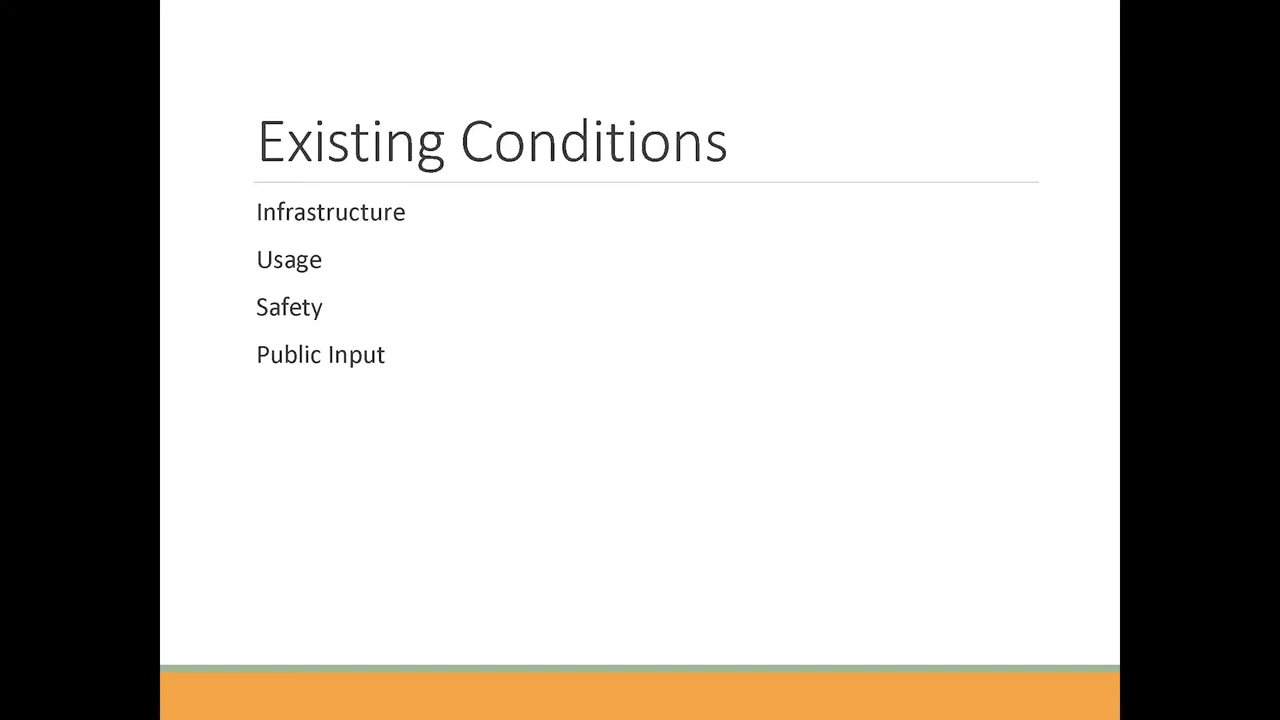 Existing Conditions
Infrastructure
Usage
Safety
Public Input